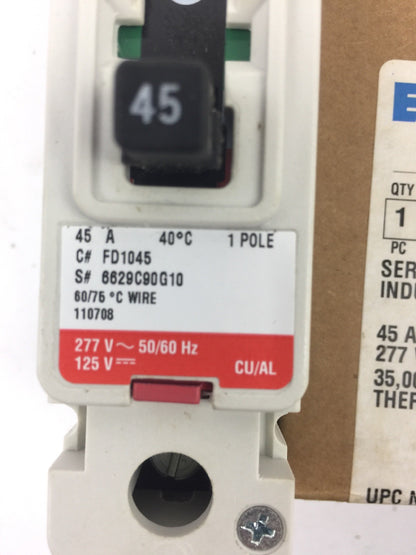 45
45 A 40°C 1 POLE
C# FD1045
S# 6629C90G10
60/75 °C WIRE
110708
277 V ~ 50/60 Hz
125 V ⎓ CU/AL
QTY
1
PC
SER
INDU
45 A
277 V
35,00
THER
UPC N